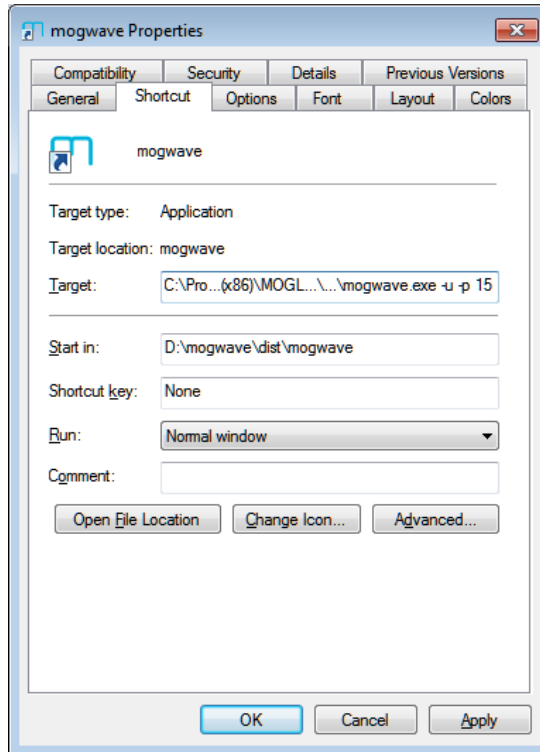 mogwave Properties
Compatibility Security Details Previous Versions
General Shortcut Options Font Layout Colors
mogwave
Target type: Application
Target location: mogwave
Target: C:\Pro...(x86)\MOGL...\...\mogwave.exe -u -p 15
Start in: D:\mogwave\dist\mogwave
Shortcut key: None
Run: Normal window
Comment:
Open File Location Change Icon... Advanced...
OK Cancel Apply